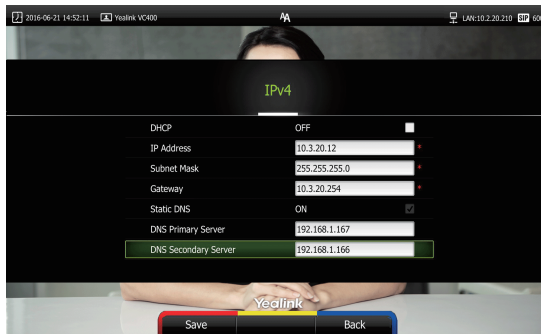 2016-06-21 14:52:11 Yealink VC400 AA LAN:10.2.20.210 SIP 600
IPv4
DHCP OFF
IP Address 10.3.20.12 *
Subnet Mask 255.255.255.0 *
Gateway 10.3.20.254 *
Static DNS ON
DNS Primary Server 192.168.1.167
DNS Secondary Server 192.168.1.166
Yealink
Save Back